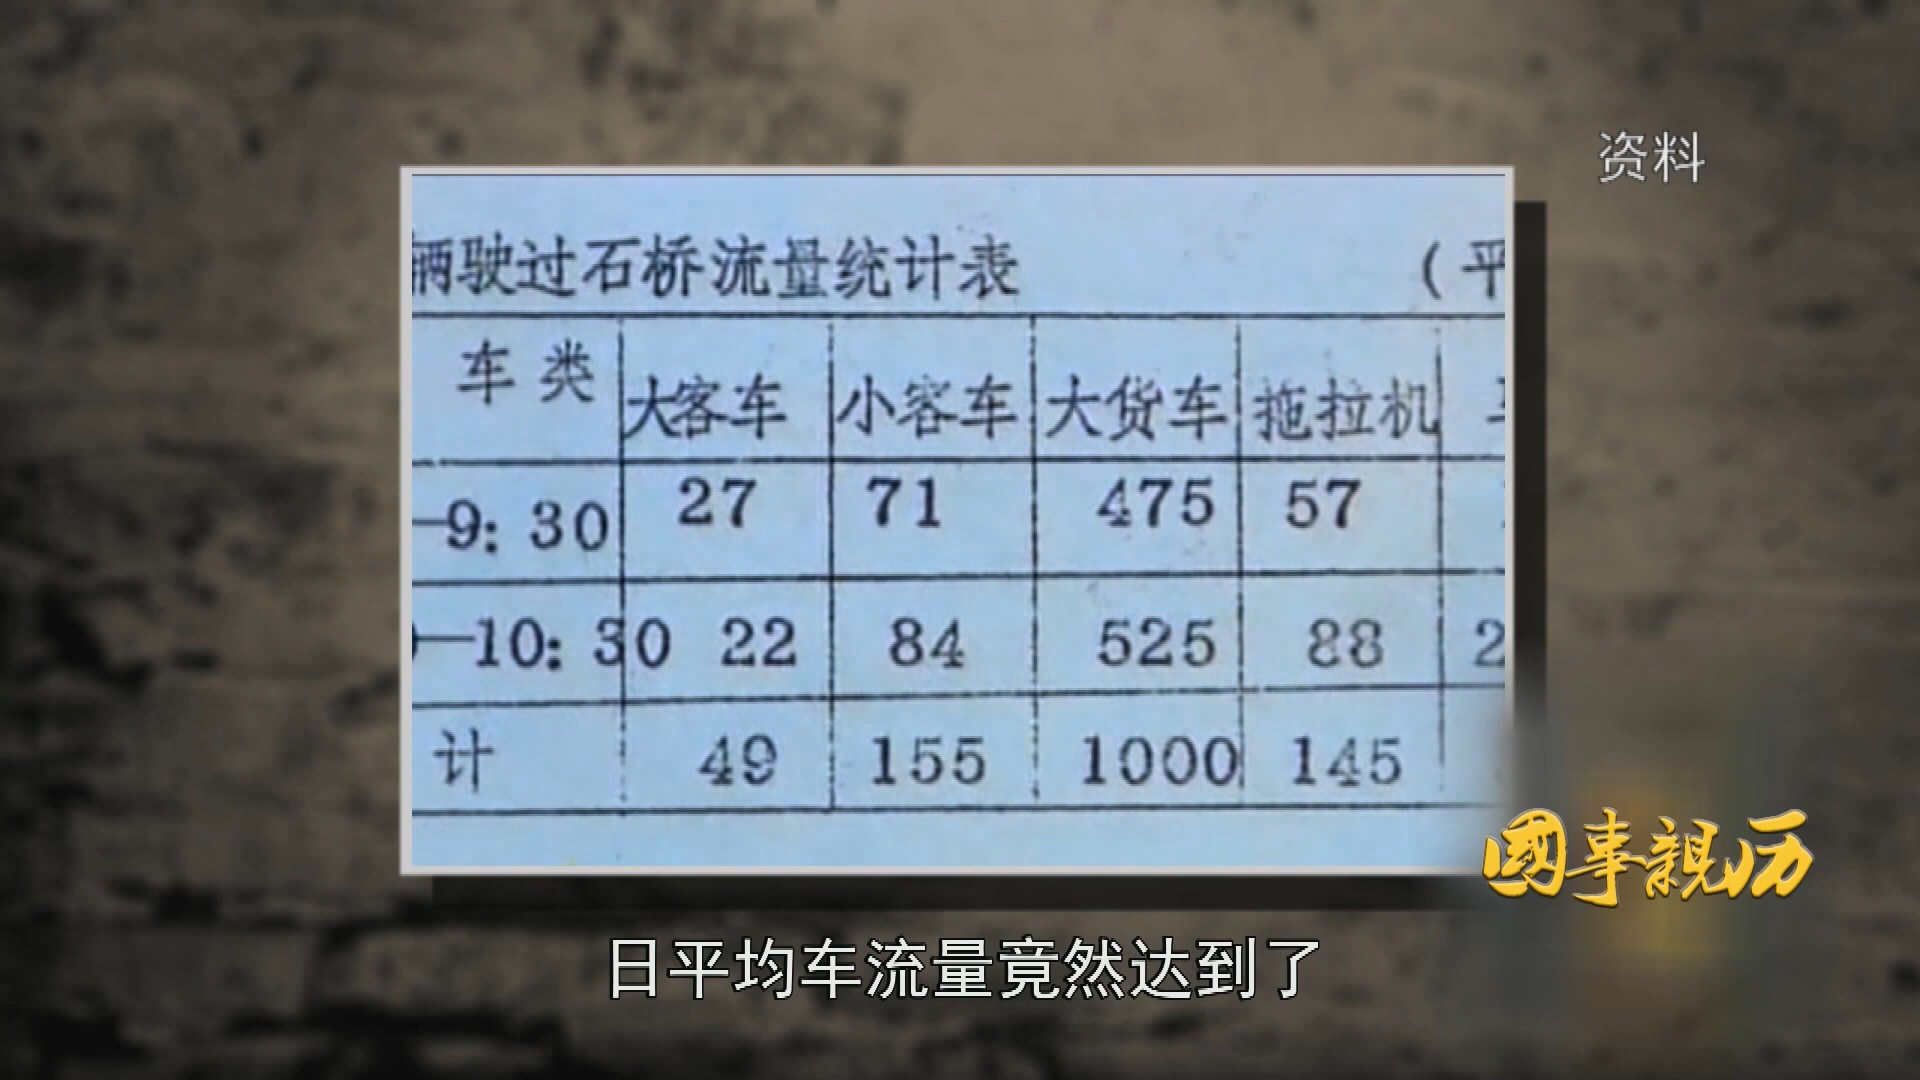 资料
辆驶过石桥流量统计表 (平
车类 大客车 小客车 大货车 拖拉机
—9:30 27 71 475 57
—10:30 22 84 525 88 2
计 49 155 1000 145
國事親历
日平均车流量竟然达到了